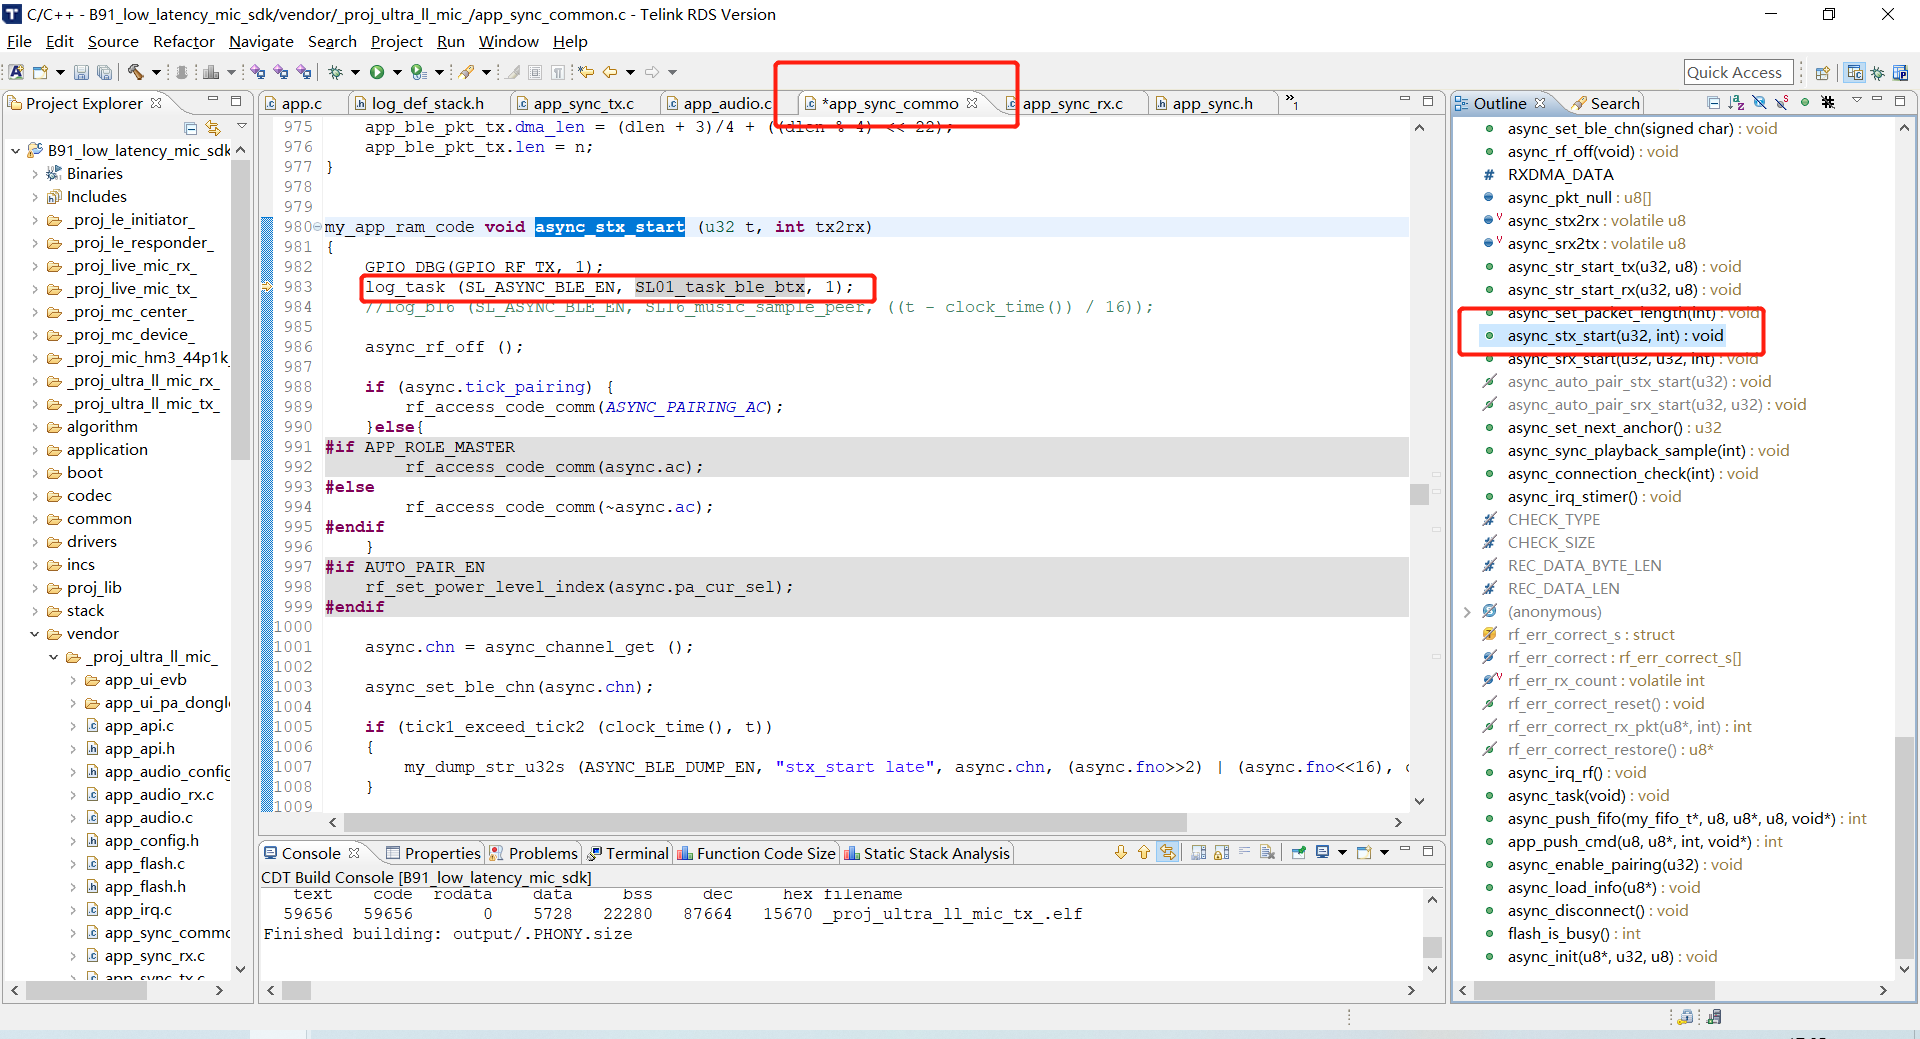 C/C++ - B91_low_latency_mic_sdk/vendor/_proj_ultra_ll_mic_/app_sync_common.c - Telink RDS Version
File Edit Source Refactor Navigate Search Project Run Window Help
Quick Access
Project Explorer
B91_low_latency_mic_sdk
Binaries
Includes
_proj_le_initiator_
_proj_le_responder_
_proj_live_mic_rx_
_proj_live_mic_tx_
_proj_mc_center_
_proj_mc_device_
_proj_mic_hm3_44p1k_
_proj_ultra_ll_mic_rx_
_proj_ultra_ll_mic_tx_
algorithm
application
boot
codec
common
drivers
incs
proj_lib
stack
vendor
_proj_ultra_ll_mic_
app_ui_evb
app_ui_pa_dongl
app_api.c
app_api.h
app_audio_config
app_audio_rx.c
app_audio.c
app_config.h
app_flash.c
app_flash.h
app_irq.c
app_sync_commo
app_sync_rx.c
app_sync_tx.c
app.c log_def_stack.h app_sync_tx.c app_audio.c *app_sync_commo app_sync_rx.c app_sync.h »1
975 app_ble_pkt_tx.dma_len = (dlen + 3)/4 + ((dlen % 4) << 22);
976 app_ble_pkt_tx.len = n;
977 }
978
979
980 my_app_ram_code void async_stx_start (u32 t, int tx2rx)
981 {
982 GPIO_DBG(GPIO_RF_TX, 1);
983 log_task (SL_ASYNC_BLE_EN, SL01_task_ble_btx, 1);
984 //log_b16 (SL_ASYNC_BLE_EN, SL16_music_sample_peer, ((t - clock_time()) / 16));
985
986 async_rf_off ();
987
988 if (async.tick_pairing) {
989 rf_access_code_comm(ASYNC_PAIRING_AC);
990 }else{
991 #if APP_ROLE_MASTER
992 rf_access_code_comm(async.ac);
993 #else
994 rf_access_code_comm(~async.ac);
995 #endif
996 }
997 #if AUTO_PAIR_EN
998 rf_set_power_level_index(async.pa_cur_sel);
999 #endif
1000
1001 async.chn = async_channel_get ();
1002
1003 async_set_ble_chn(async.chn);
1004
1005 if (tick1_exceed_tick2 (clock_time(), t))
1006 {
1007 my_dump_str_u32s (ASYNC_BLE_DUMP_EN, "stx_start late", async.chn, (async.fno>>2) | (async.fno<<16),
1008 }
1009
Console Properties Problems Terminal Function Code Size Static Stack Analysis
CDT Build Console [B91_low_latency_mic_sdk]
text code rodata data bss dec hex filename
59656 59656 0 5728 22280 87664 15670 _proj_ultra_ll_mic_tx_.elf
Finished building: output/.PHONY.size
Outline Search
async_set_ble_chn(signed char) : void
async_rf_off(void) : void
RXDMA_DATA
async_pkt_null : u8[]
async_stx2rx : volatile u8
async_srx2tx : volatile u8
async_str_start_tx(u32, u8) : void
async_str_start_rx(u32, u8) : void
async_set_packet_length(int) : void
async_stx_start(u32, int) : void
async_srx_start(u32, u32, int) : void
async_auto_pair_stx_start(u32) : void
async_auto_pair_srx_start(u32, u32) : void
async_set_next_anchor() : u32
async_sync_playback_sample(int) : void
async_connection_check(int) : void
async_irq_stimer() : void
CHECK_TYPE
CHECK_SIZE
REC_DATA_BYTE_LEN
REC_DATA_LEN
(anonymous)
rf_err_correct_s : struct
rf_err_correct : rf_err_correct_s[]
rf_err_rx_count : volatile int
rf_err_correct_reset() : void
rf_err_correct_rx_pkt(u8*, int) : int
rf_err_correct_restore() : u8*
async_irq_rf() : void
async_task(void) : void
async_push_fifo(my_fifo_t*, u8, u8*, u8, void*) : int
app_push_cmd(u8, u8*, int, void*) : int
async_enable_pairing(u32) : void
async_load_info(u8*) : void
async_disconnect() : void
flash_is_busy() : int
async_init(u8*, u32, u8) : void